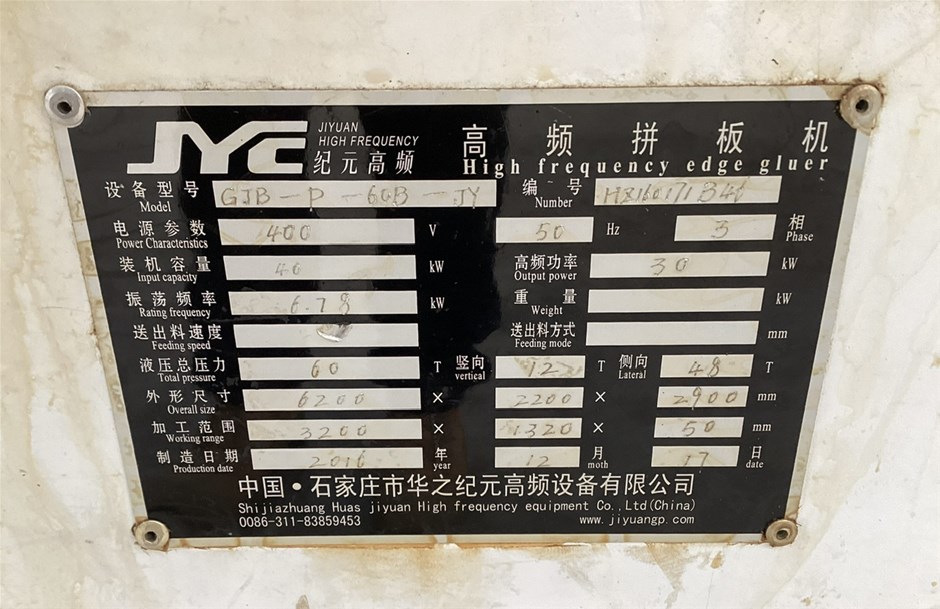 JYC JIYUAN HIGH FREQUENCY 纪元高频
高频拼板机
High frequency edge gluer
设备型号 Model GJB-P-60B-JY 编号 Number
电源参数 Power Characteristics 400 V 50 Hz 3 相 Phase
装机容量 Input capacity 40 kW 高频功率 Output power 30 kW
振荡频率 Rating frequency 6.78 kW 重量 Weight kW
送出料速度 Feeding speed 送出料方式 Feeding mode mm
液压总压力 Total pressure 60 T 竖向 vertical 12 T 侧向 Lateral 48 T
外形尺寸 Overall size 6200 × 2200 × 2900 mm
加工范围 Working range 3200 × 1320 × 50 mm
制造日期 Production date 2016 年 year 12 月 moth 17 日 date
中国·石家庄市华之纪元高频设备有限公司
Shijiazhuang Huas jiyuan High frequency equipment Co.,Ltd(China)
0086-311-83859453 www.jiyuangp.com